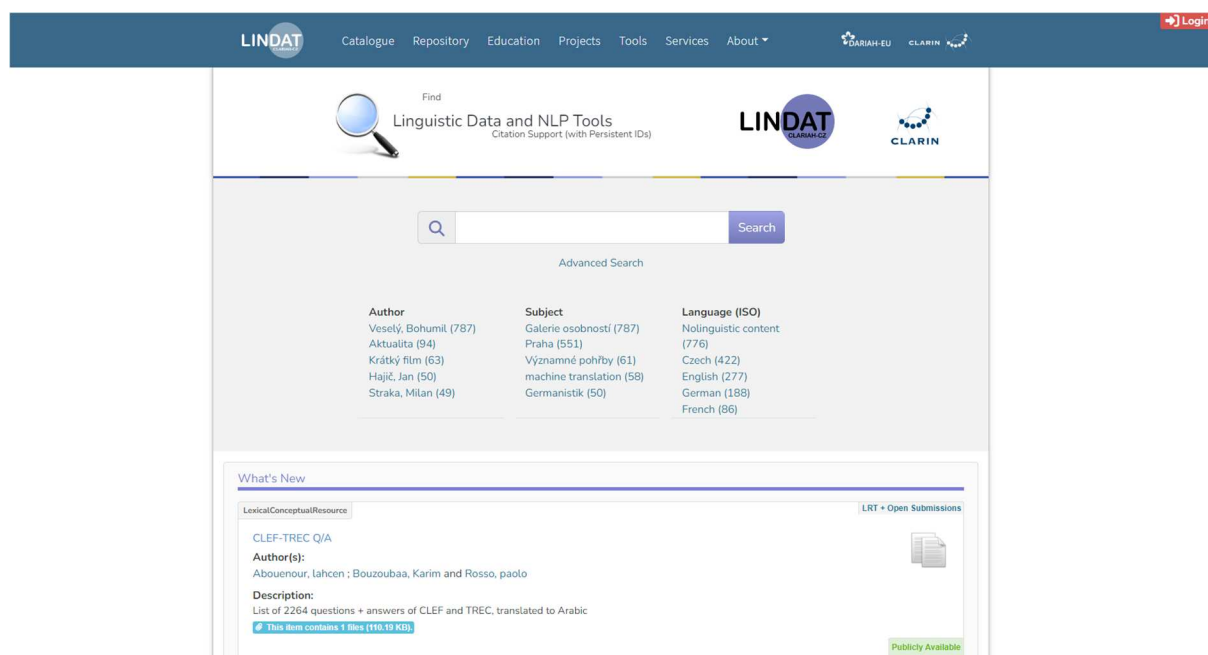 Login
LINDAT
CLARIAH-CZ
Catalogue Repository Education Projects Tools Services About
DARIAH-EU CLARIN
Find
Linguistic Data and NLP Tools
Citation Support (with Persistent IDs)
LINDAT
CLARIAH-CZ
CLARIN
Search
Advanced Search
Author
Veselý, Bohumil (787)
Aktualita (94)
Krátký film (63)
Hajič, Jan (50)
Straka, Milan (49)
Subject
Galerie osobností (787)
Praha (551)
Významné pohřby (61)
machine translation (58)
Germanistik (50)
Language (ISO)
Nolinguistic content
(776)
Czech (422)
English (277)
German (188)
French (86)
What's New
LexicalConceptualResource
LRT + Open Submissions
CLEF-TREC Q/A
Author(s):
Abouenour, lahcen ; Bouzoubaa, Karim and Rosso, paolo
Description:
List of 2264 questions + answers of CLEF and TREC, translated to Arabic
This item contains 1 files (110.19 KB).
Publicly Available